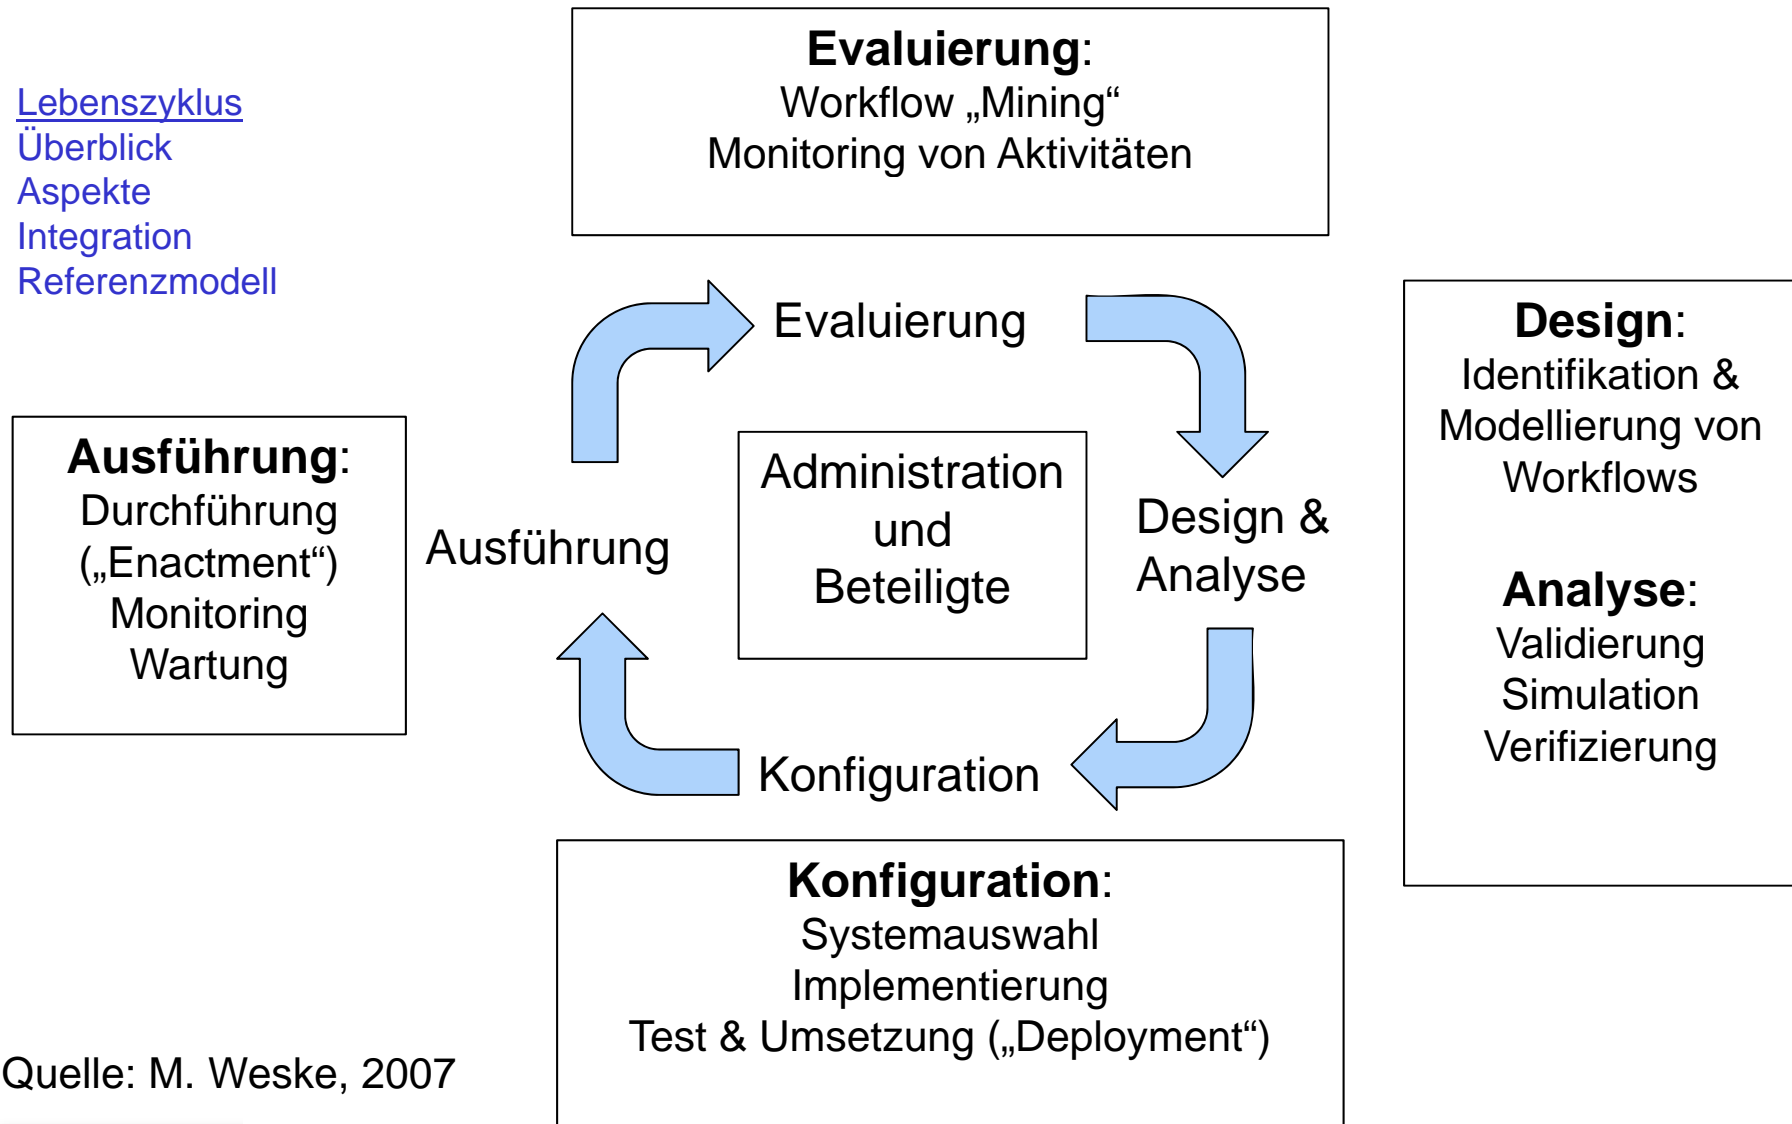 Evaluierung:
Workflow „Mining“
Monitoring von Aktivitäten
Lebenszyklus
Überblick
Aspekte
Integration
Referenzmodell
Evaluierung
Design:
Identifikation &
Modellierung von
Workflows
Analyse:
Validierung
Simulation
Verifizierung
Ausführung:
Durchführung
(„Enactment“)
Monitoring
Wartung
Ausführung
Administration
und
Beteiligte
Design &
Analyse
Konfiguration
Konfiguration:
Systemauswahl
Implementierung
Test & Umsetzung („Deployment“)
Quelle: M. Weske, 2007